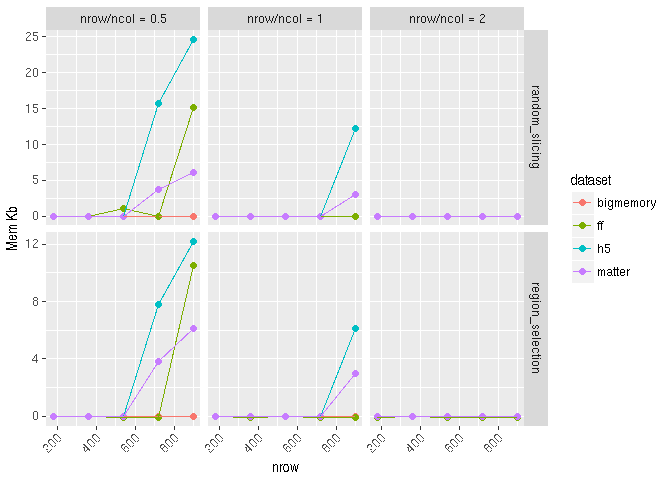 nrow/ncol = 0.5 nrow/ncol = 1 nrow/ncol = 2
25
20
15
10
5
0
random_slicing
Mem Kb
12
8
4
0
region_selection
200 400 600 800 200 400 600 800 200 400 600 800
nrow
dataset
bigmemory
ff
h5
matter